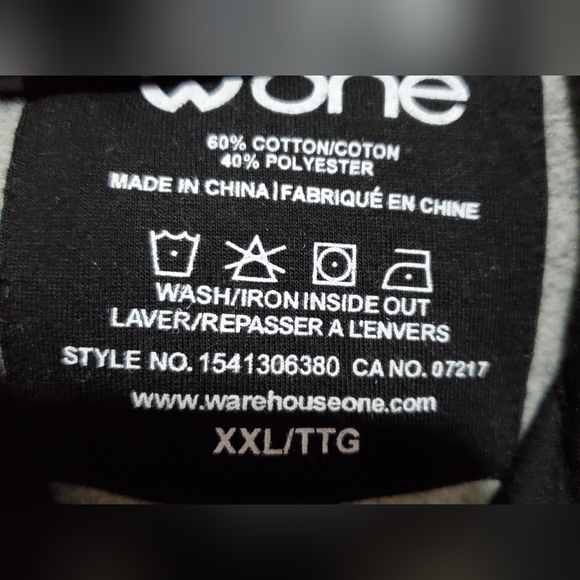 W one
60% COTTON/COTON
40% POLYESTER
MADE IN CHINA | FABRIQUÉ EN CHINE
WASH/IRON INSIDE OUT
LAVER/REPASSER A L'ENVERS
STYLE NO. 1541306380 CA NO. 07217
www.warehouseone.com
XXL/TTG